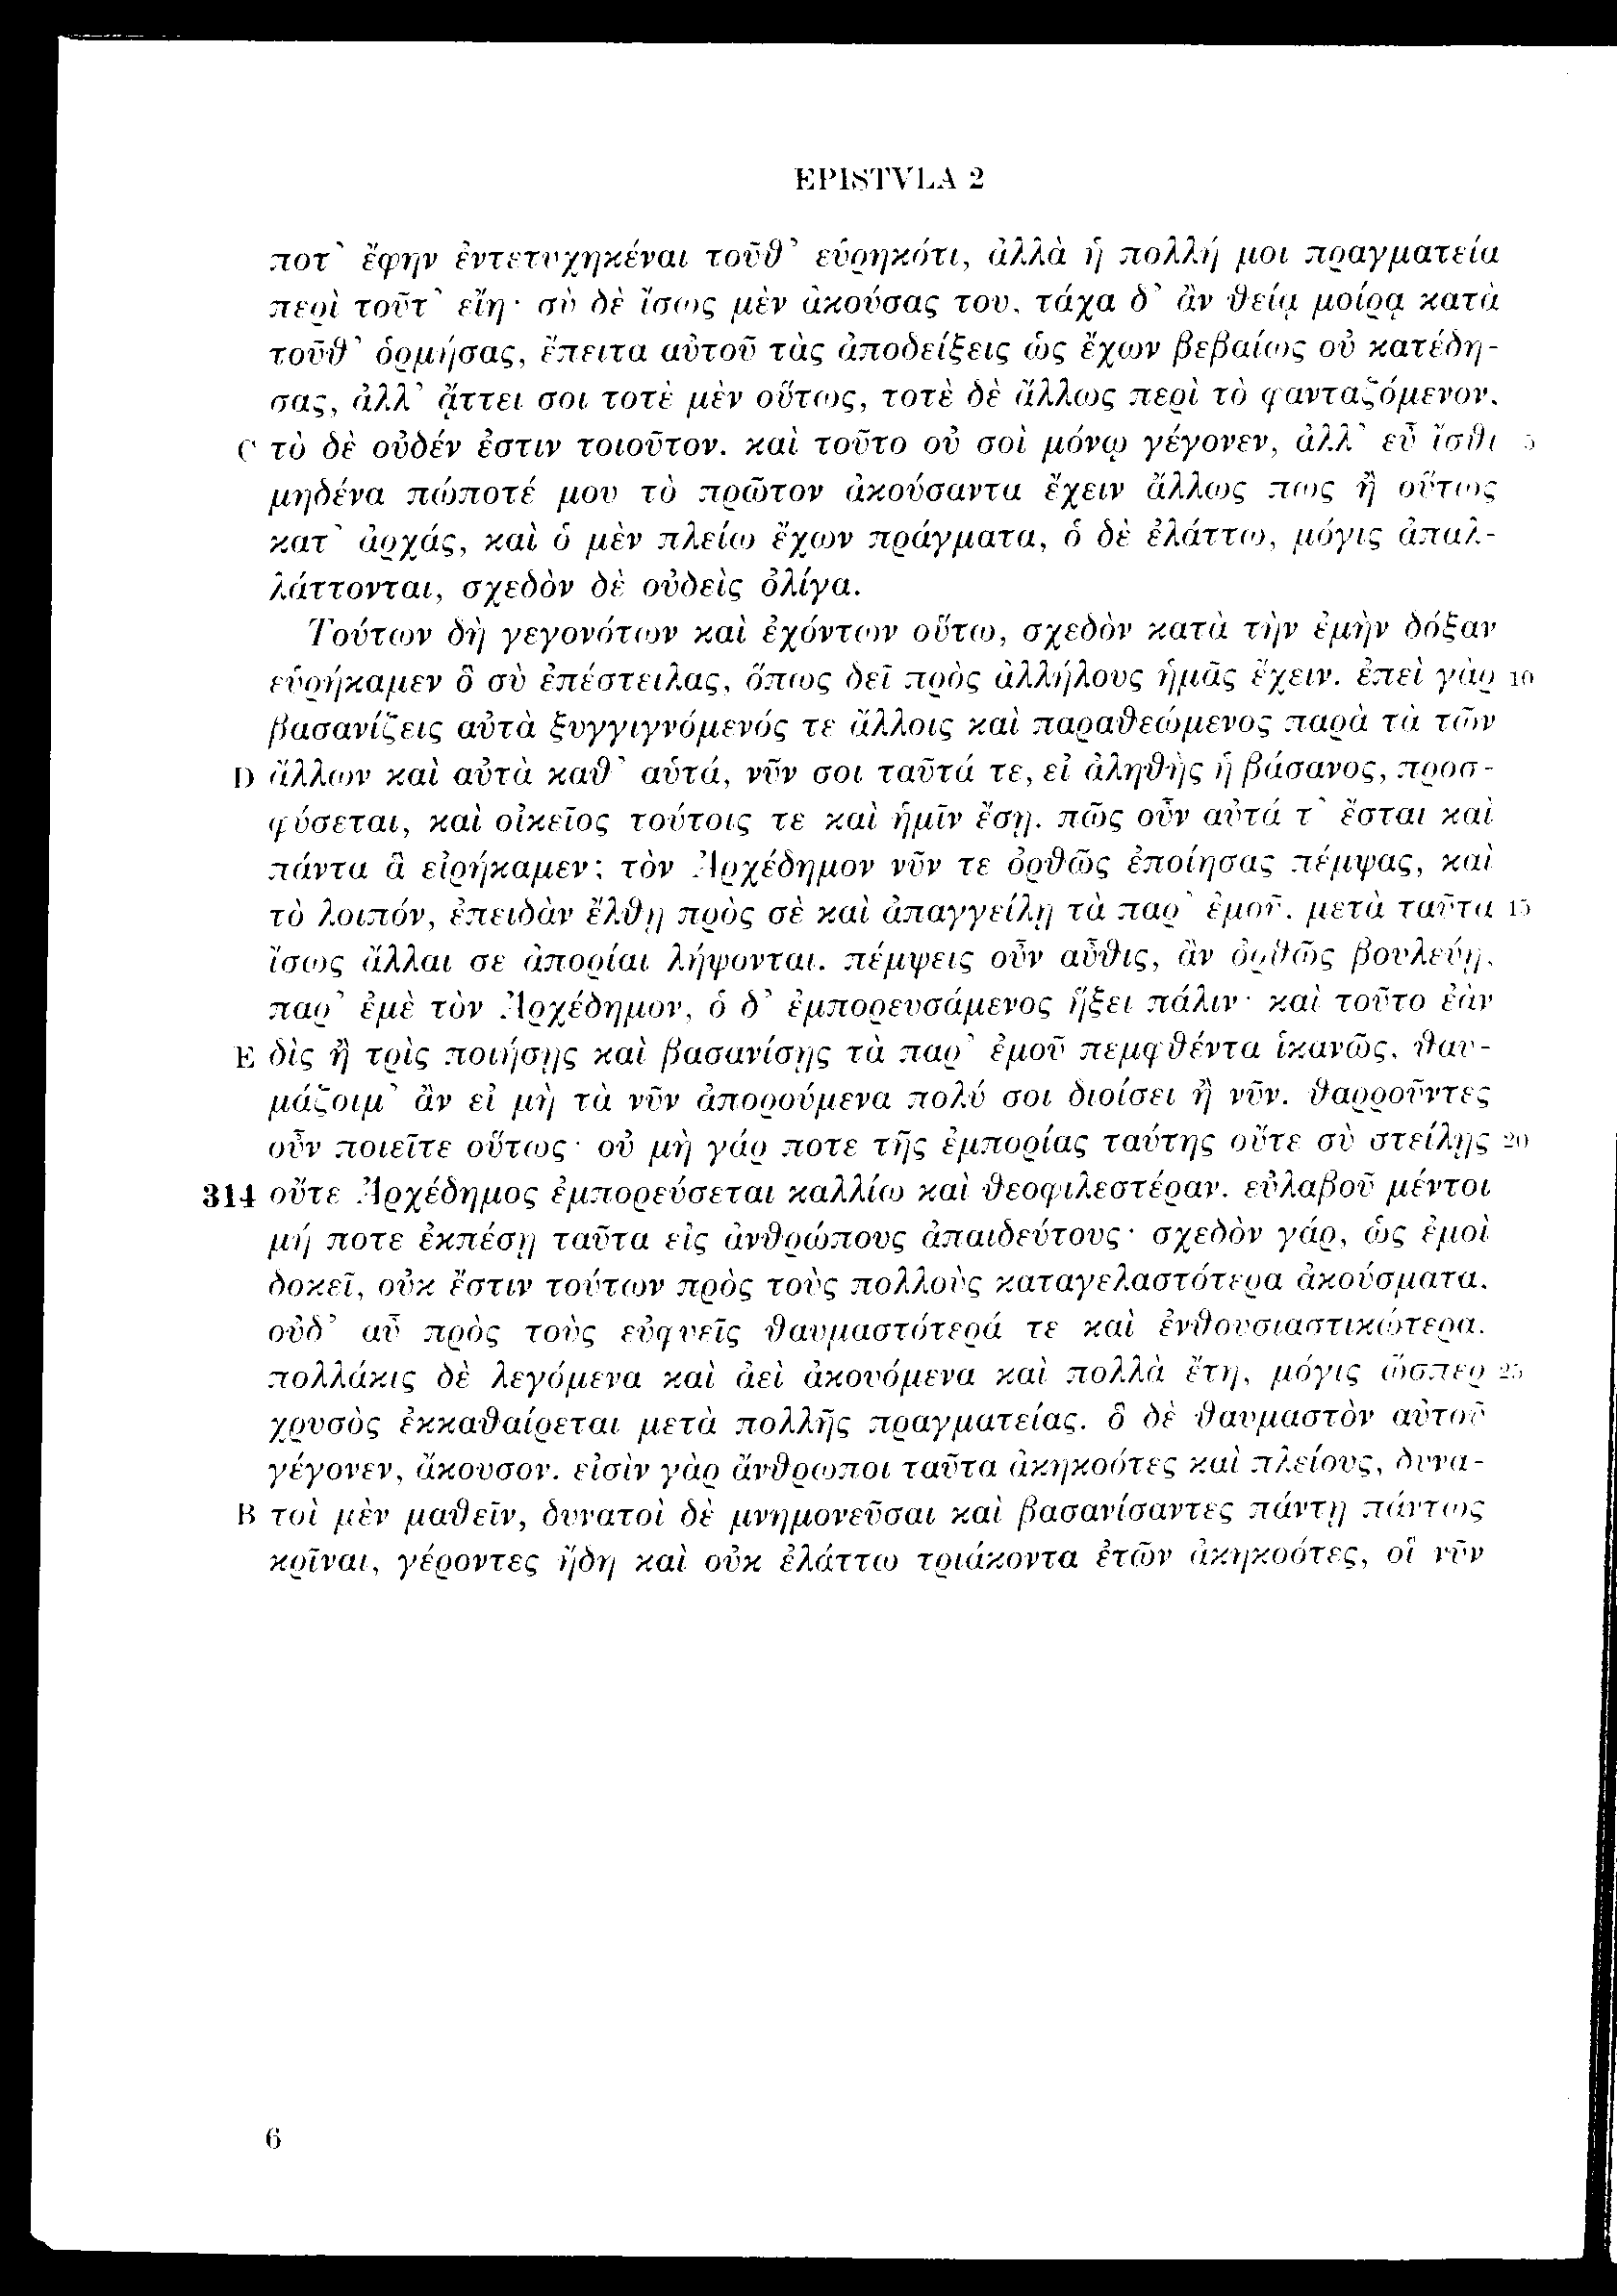 EPISTVLA 2
ποτ᾽ ἔφην ἐντετυχηκέναι τοῦθ᾽ εὑρηκότι, ἀλλὰ ἡ πολλή μοι πραγματεία
περὶ τοῦτ᾽ εἴη· σὺ δὲ ἴσως μὲν ἀκούσας του, τάχα δ᾽ ἂν θείᾳ μοίρᾳ κατὰ
τοῦθ᾽ ὁρμήσας, ἔπειτα αὐτοῦ τὰς ἀποδείξεις ὡς ἔχων βεβαίως οὐ κατέδη-
σας, ἀλλ᾽ ᾄττει σοι τοτὲ μὲν οὕτως, τοτὲ δὲ ἄλλως περὶ τὸ φανταζόμενον,
C τὸ δὲ οὐδέν ἐστιν τοιοῦτον. καὶ τοῦτο οὐ σοὶ μόνῳ γέγονεν, ἀλλ᾽ εὖ ἴσθι 5
μηδένα πώποτέ μου τὸ πρῶτον ἀκούσαντα ἔχειν ἄλλως πως ἢ οὕτως
κατ᾽ ἀρχάς, καὶ ὁ μὲν πλείω ἔχων πράγματα, ὁ δὲ ἐλάττω, μόγις ἀπαλ-
λάττονται, σχεδὸν δὲ οὐδεὶς ὀλίγα.
Τούτων δὴ γεγονότων καὶ ἐχόντων οὕτω, σχεδὸν κατὰ τὴν ἐμὴν δόξαν
εὑρήκαμεν ὃ σὺ ἐπέστειλας, ὅπως δεῖ πρὸς ἀλλήλους ἡμᾶς ἔχειν. ἐπεὶ γὰρ 10
βασανίζεις αὐτὰ ξυγγιγνόμενός τε ἄλλοις καὶ παραθεώμενος παρὰ τὰ τῶν
D ἄλλων καὶ αὐτὰ καθ᾽ αὑτά, νῦν σοι ταῦτά τε, εἰ ἀληθὴς ἡ βάσανος, προσ-
φύσεται, καὶ οἰκεῖος τούτοις τε καὶ ἡμῖν ἔσῃ. πῶς οὖν αὐτά τ᾽ ἔσται καὶ
πάντα ἃ εἰρήκαμεν; τὸν Ἀρχέδημον νῦν τε ὀρθῶς ἐποίησας πέμψας, καὶ
τὸ λοιπόν, ἐπειδὰν ἔλθῃ πρὸς σὲ καὶ ἀπαγγείλῃ τὰ παρ᾽ ἐμοῦ, μετὰ ταῦτα 15
ἴσως ἄλλαι σε ἀπορίαι λήψονται. πέμψεις οὖν αὖθις, ἂν ὀρθῶς βουλεύῃ,
παρ᾽ ἐμὲ τὸν Ἀρχέδημον, ὁ δ᾽ ἐμπορευσάμενος ἥξει πάλιν· καὶ τοῦτο ἐὰν
E δὶς ἢ τρὶς ποιήσῃς καὶ βασανίσῃς τὰ παρ᾽ ἐμοῦ πεμφθέντα ἱκανῶς, θαυ-
μάζοιμ᾽ ἂν εἰ μὴ τὰ νῦν ἀπορούμενα πολύ σοι διοίσει ἢ νῦν. θαρροῦντες
οὖν ποιεῖτε οὕτως· οὐ μὴ γάρ ποτε τῆς ἐμπορίας ταύτης οὔτε σὺ στείλῃς 20
314 οὔτε Ἀρχέδημος ἐμπορεύσεται καλλίω καὶ θεοφιλεστέραν. εὐλαβοῦ μέντοι
μή ποτε ἐκπέσῃ ταῦτα εἰς ἀνθρώπους ἀπαιδεύτους· σχεδὸν γάρ, ὡς ἐμοὶ
δοκεῖ, οὐκ ἔστιν τούτων πρὸς τοὺς πολλοὺς καταγελαστότερα ἀκούσματα,
οὐδ᾽ αὖ πρὸς τοὺς εὐφυεῖς θαυμαστότερά τε καὶ ἐνθουσιαστικώτερα.
πολλάκις δὲ λεγόμενα καὶ ἀεὶ ἀκουόμενα καὶ πολλὰ ἔτη, μόγις ὥσπερ 25
χρυσὸς ἐκκαθαίρεται μετὰ πολλῆς πραγματείας. ὃ δὲ θαυμαστὸν αὐτοῦ
γέγονεν, ἄκουσον. εἰσὶν γὰρ ἄνθρωποι ταῦτα ἀκηκοότες καὶ πλείους, δυνα-
B τοὶ μὲν μαθεῖν, δυνατοὶ δὲ μνημονεῦσαι καὶ βασανίσαντες πάντῃ πάντως
κρῖναι, γέροντες ἤδη καὶ οὐκ ἐλάττω τριάκοντα ἐτῶν ἀκηκοότες, οἳ νῦν
6